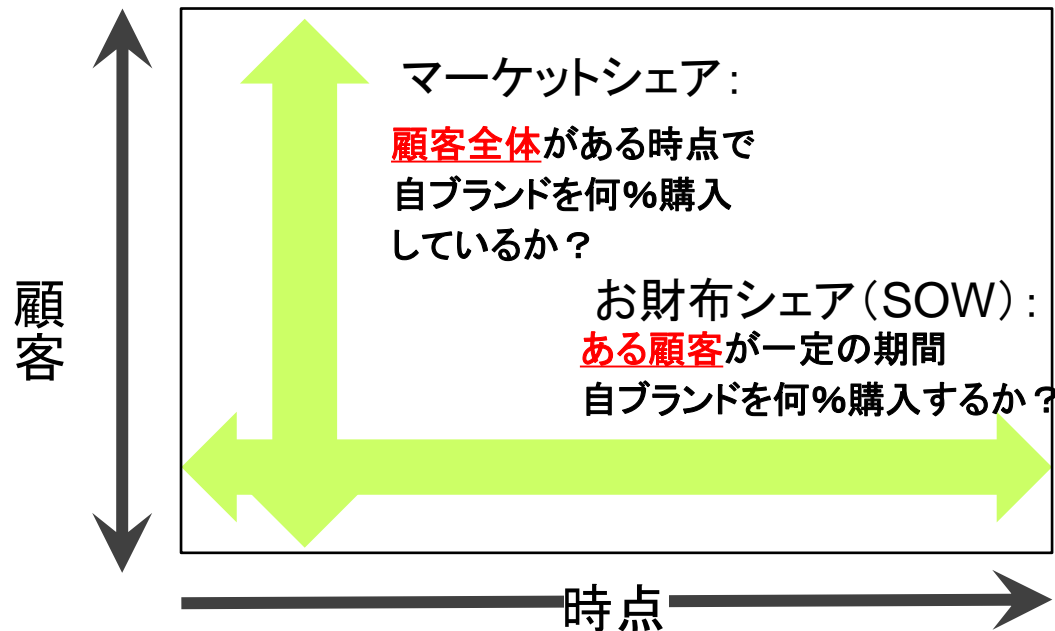 マーケットシェア：
顧客全体がある時点で
自ブランドを何％購入
しているか？
お財布シェア（SOW）：
ある顧客が一定の期間
自ブランドを何％購入するか？
顧客
時点